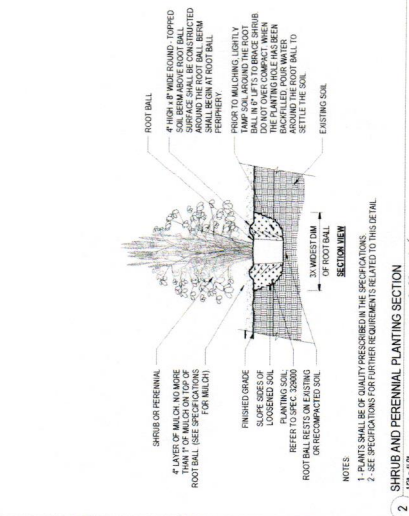 SHRUB OR PERENNIAL
4" LAYER OF MULCH. NO MORE
THAN 1" OF MULCH ON TOP OF
ROOT BALL. (SEE SPECIFICATIONS
FOR MULCH)
FINISHED GRADE
SLOPE SIDES OF
LOOSENED SOIL
PLANTING SOIL.
REFER TO SPEC. 329000
ROOT BALL RESTS ON EXISTING
OR RECOMPACTED SOIL.
ROOT BALL
4" HIGH x 8" WIDE ROUND - TOPPED
SOIL BERM ABOVE ROOT BALL
SURFACE SHALL BE CONSTRUCTED
AROUND THE ROOT BALL. BERM
SHALL BEGIN AT ROOT BALL
PERIPHERY.
PRIOR TO MULCHING, LIGHTLY
TAMP SOIL AROUND THE ROOT
BALL IN 6" LIFTS TO BRACE SHRUB.
DO NOT OVER COMPACT. WHEN
THE PLANTING HOLE HAS BEEN
BACKFILLED, POUR WATER
AROUND THE ROOT BALL TO
SETTLE THE SOIL.
EXISTING SOIL
3X WIDEST DIM
OF ROOT BALL
SECTION VIEW
NOTES:
1 - PLANTS SHALL BE OF QUALITY PRESCRIBED IN THE SPECIFICATIONS.
2 - SEE SPECIFICATIONS FOR FURTHER REQUIREMENTS RELATED TO THIS DETAIL.
2 SHRUB AND PERENNIAL PLANTING SECTION